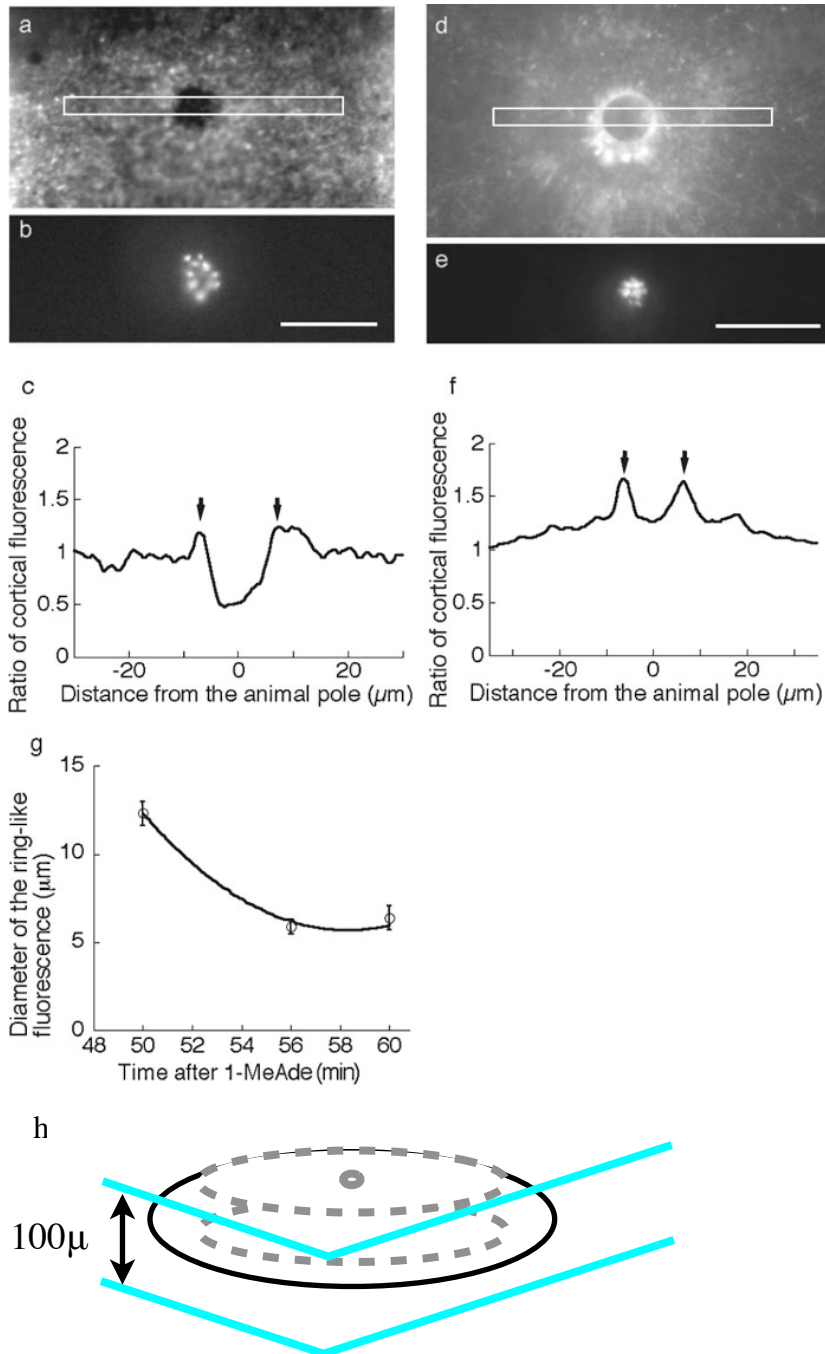 a
d
b
e
c
Ratio of cortical fluorescence
2
1.5
1
0.5
0
-20
0
20
Distance from the animal pole (μm)
f
Ratio of cortical fluorescence
2
1.5
1
0.5
0
-20
0
20
Distance from the animal pole (μm)
g
Diameter of the ring-like
fluorescence (μm)
15
10
5
0
48 50 52 54 56 58 60
Time after 1-MeAde (min)
h
100μ